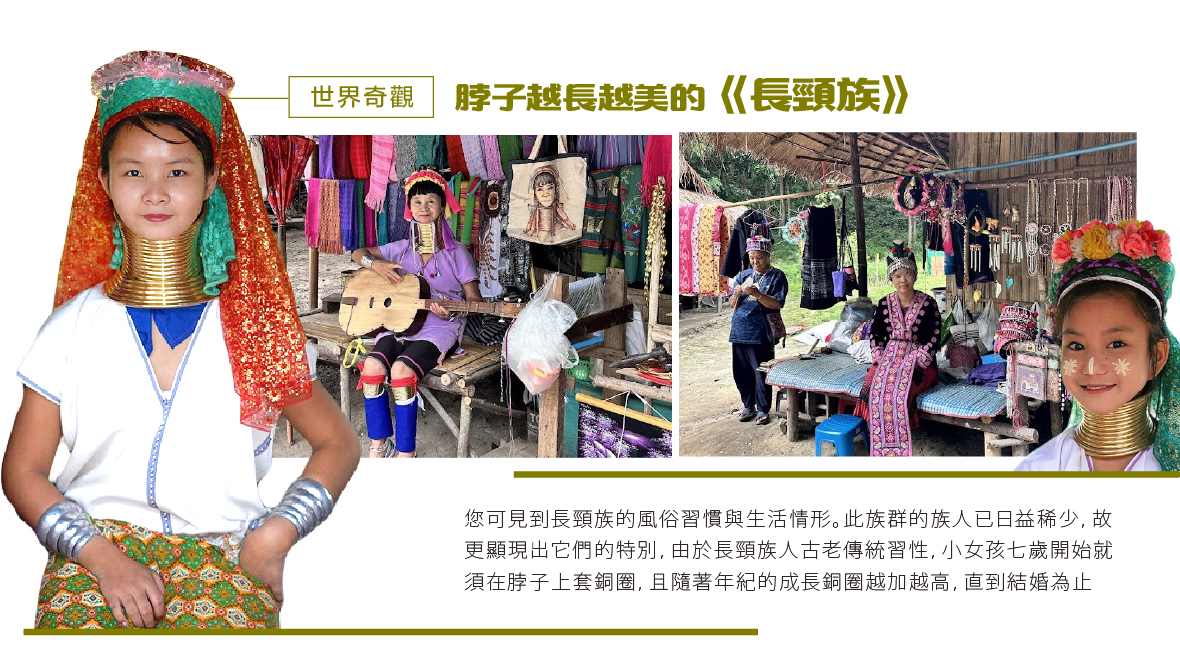 世界奇觀
脖子越長越美的《長頸族》
您可見到長頸族的風俗習慣與生活情形。此族群的族人已日益稀少,故
更顯現出它們的特別,由於長頸族人古老傳統習性,小女孩七歲開始就
須在脖子上套銅圈,且隨著年紀的成長銅圈越加越高,直到結婚為止